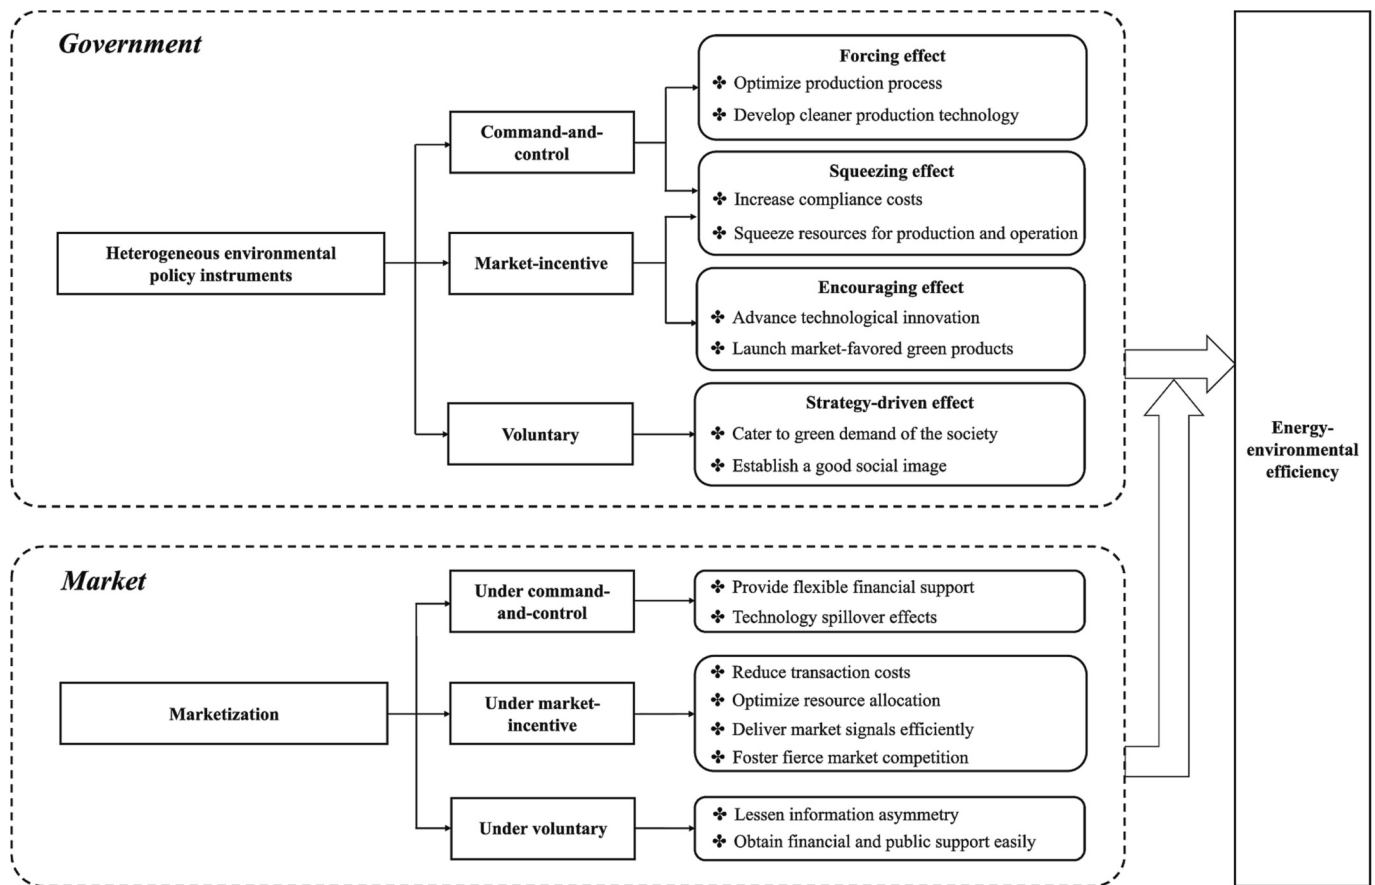 Government
Heterogeneous environmental
policy instruments
Command-and-
control
Market-incentive
Voluntary
Forcing effect
✤ Optimize production process
✤ Develop cleaner production technology
Squeezing effect
✤ Increase compliance costs
✤ Squeeze resources for production and operation
Encouraging effect
✤ Advance technological innovation
✤ Launch market-favored green products
Strategy-driven effect
✤ Cater to green demand of the society
✤ Establish a good social image
Market
Marketization
Under command-
and-control
Under market-
incentive
Under voluntary
✤ Provide flexible financial support
✤ Technology spillover effects
✤ Reduce transaction costs
✤ Optimize resource allocation
✤ Deliver market signals efficiently
✤ Foster fierce market competition
✤ Lessen information asymmetry
✤ Obtain financial and public support easily
Energy-
environmental
efficiency